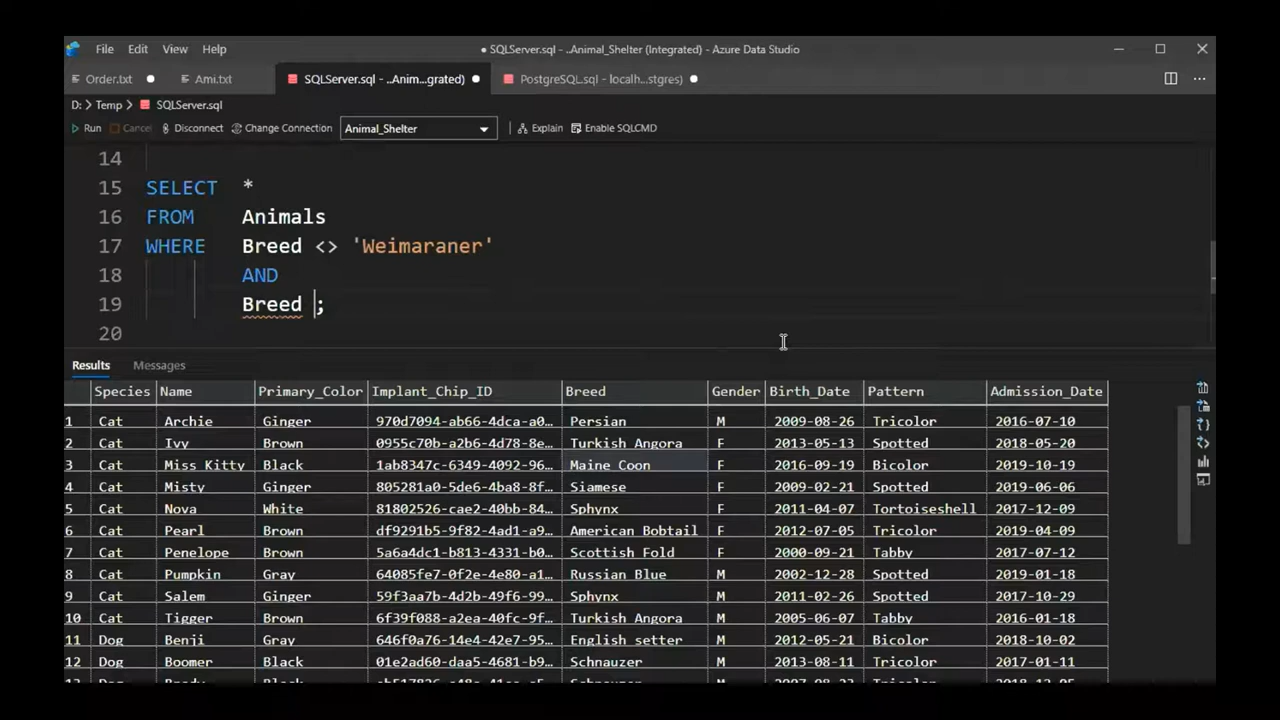 File Edit View Help ● SQLServer.sql - ..Animal_Shelter (Integrated) - Azure Data Studio
Order.txt ● Ami.txt SQLServer.sql - ..Anim...grated) ● PostgreSQL.sql - localh...stgres) ●
D: > Temp > SQLServer.sql
Run Cancel Disconnect Change Connection Animal_Shelter Explain Enable SQLCMD
14
15 SELECT *
16 FROM Animals
17 WHERE Breed <> 'Weimaraner'
18 AND
19 Breed ;
20
Results Messages
Species Name Primary_Color Implant_Chip_ID Breed Gender Birth_Date Pattern Admission_Date
1 Cat Archie Ginger 970d7094-ab66-4dca-a0… Persian M 2009-08-26 Tricolor 2016-07-10
2 Cat Ivy Brown 0955c70b-a2b6-4d78-8e… Turkish Angora F 2013-05-13 Spotted 2018-05-20
3 Cat Miss Kitty Black 1ab8347c-6349-4092-96… Maine Coon F 2016-09-19 Bicolor 2019-10-19
4 Cat Misty Ginger 805281a0-5de6-4ba8-8f… Siamese F 2009-02-21 Spotted 2019-06-06
5 Cat Nova White 81802526-cae2-40bb-84… Sphynx F 2011-04-07 Tortoiseshell 2017-12-09
6 Cat Pearl Brown df9291b5-9f82-4ad1-a9… American Bobtail F 2012-07-05 Tricolor 2019-04-09
7 Cat Penelope Brown 5a6a4dc1-b813-4331-b0… Scottish Fold F 2000-09-21 Tabby 2017-07-12
8 Cat Pumpkin Gray 64085fe7-0f2e-4e80-a1… Russian Blue M 2002-12-28 Spotted 2019-01-18
9 Cat Salem Ginger 59f3aa7b-4d2b-49f6-99… Sphynx M 2011-02-26 Spotted 2017-10-29
10 Cat Tigger Brown 6f39f088-a2ea-40fc-9f… Turkish Angora M 2005-06-07 Tabby 2016-01-18
11 Dog Benji Gray 646f0a76-14e4-42e7-95… English setter M 2012-05-21 Bicolor 2018-10-02
12 Dog Boomer Black 01e2ad60-daa5-4681-b9… Schnauzer M 2013-08-11 Tricolor 2017-01-11